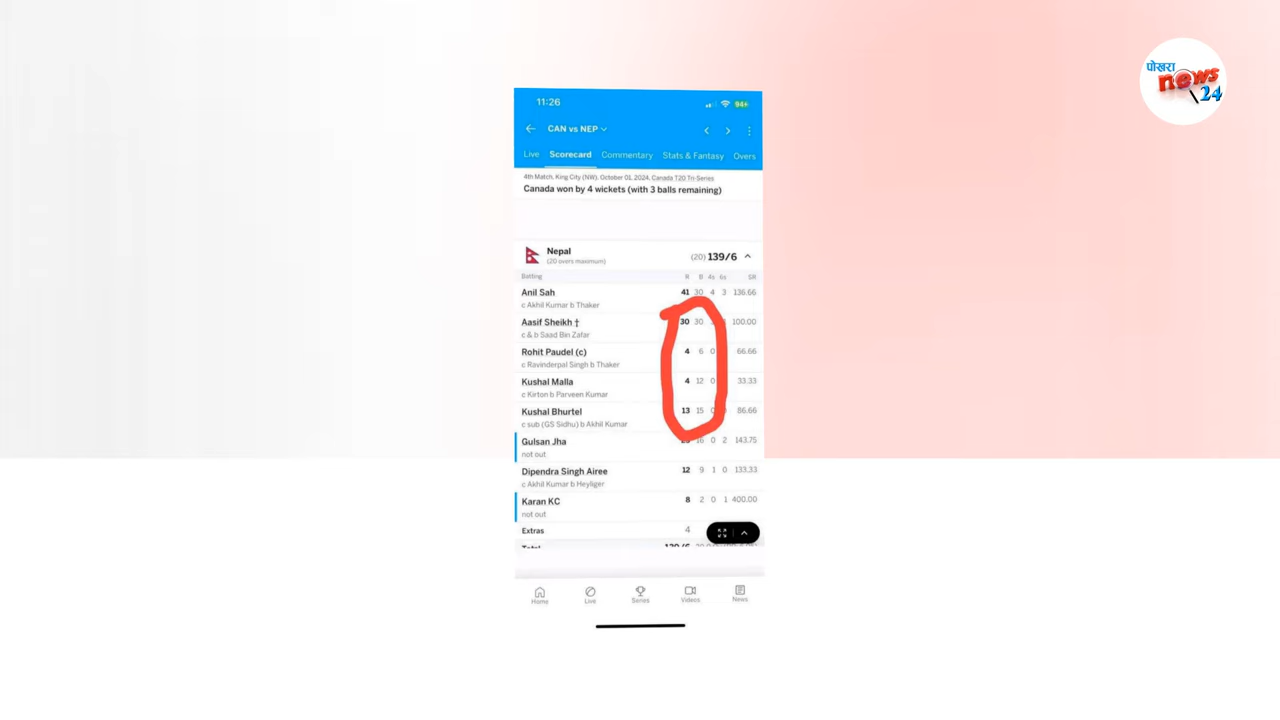 पोखरा
news
24
11:26
94+
CAN vs NEP
Live Scorecard Commentary Stats & Fantasy Overs
4th Match, King City (NW), October 01, 2024, Canada T20 Tri-Series
Canada won by 4 wickets (with 3 balls remaining)
Nepal (20) 139/6
(20 overs maximum)
Batting R B 4s 6s SR
Anil Sah 41 30 4 3 136.66
c Akhil Kumar b Thaker
Aasif Sheikh † 30 30 100.00
c & b Saad Bin Zafar
Rohit Paudel (c) 4 6 0 66.66
c Ravinderpal Singh b Thaker
Kushal Malla 4 12 0 33.33
c Kirton b Parveen Kumar
Kushal Bhurtel 13 15 86.66
c sub (GS Sidhu) b Akhil Kumar
Gulsan Jha 16 0 2 143.75
not out
Dipendra Singh Airee 12 9 1 0 133.33
c Akhil Kumar b Heyliger
Karan KC 8 2 0 1 400.00
not out
Extras 4
Home Live Series Videos News